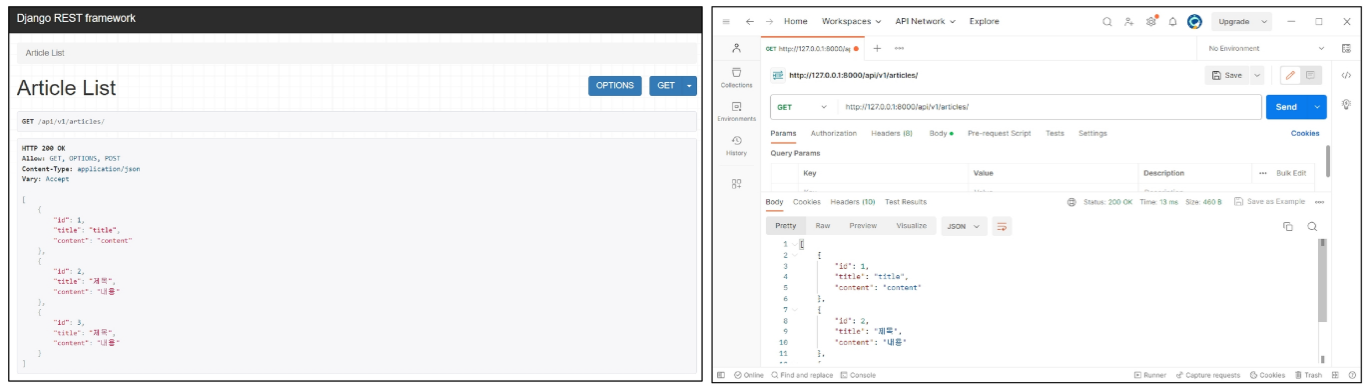 Django REST framework
Article List
Article List
OPTIONS GET
GET /api/v1/articles/
HTTP 200 OK
Allow: GET, OPTIONS, POST
Content-Type: application/json
Vary: Accept
[
{
"id": 1,
"title": "title",
"content": "content"
},
{
"id": 2,
"title": "제목",
"content": "내용"
},
{
"id": 3,
"title": "제목",
"content": "내용"
}
]
Home Workspaces API Network Explore Upgrade
GET http://127.0.0.1:8000/a No Environment
http://127.0.0.1:8000/api/v1/articles/ Save
Collections
Environments
History
GET http://127.0.0.1:8000/api/v1/articles/ Send
Params Authorization Headers (8) Body Pre-request Script Tests Settings Cookies
Query Params
Key Value Description Bulk Edit
Body Cookies Headers (10) Test Results Status: 200 OK Time: 13 ms Size: 460 B Save as Example
Pretty Raw Preview Visualize JSON
1 [
2 {
3 "id": 1,
4 "title": "title",
5 "content": "content"
6 },
7 {
8 "id": 2,
9 "title": "제목",
10 "content": "내용"
11 },
Online Find and replace Console Runner Capture requests Cookies Trash